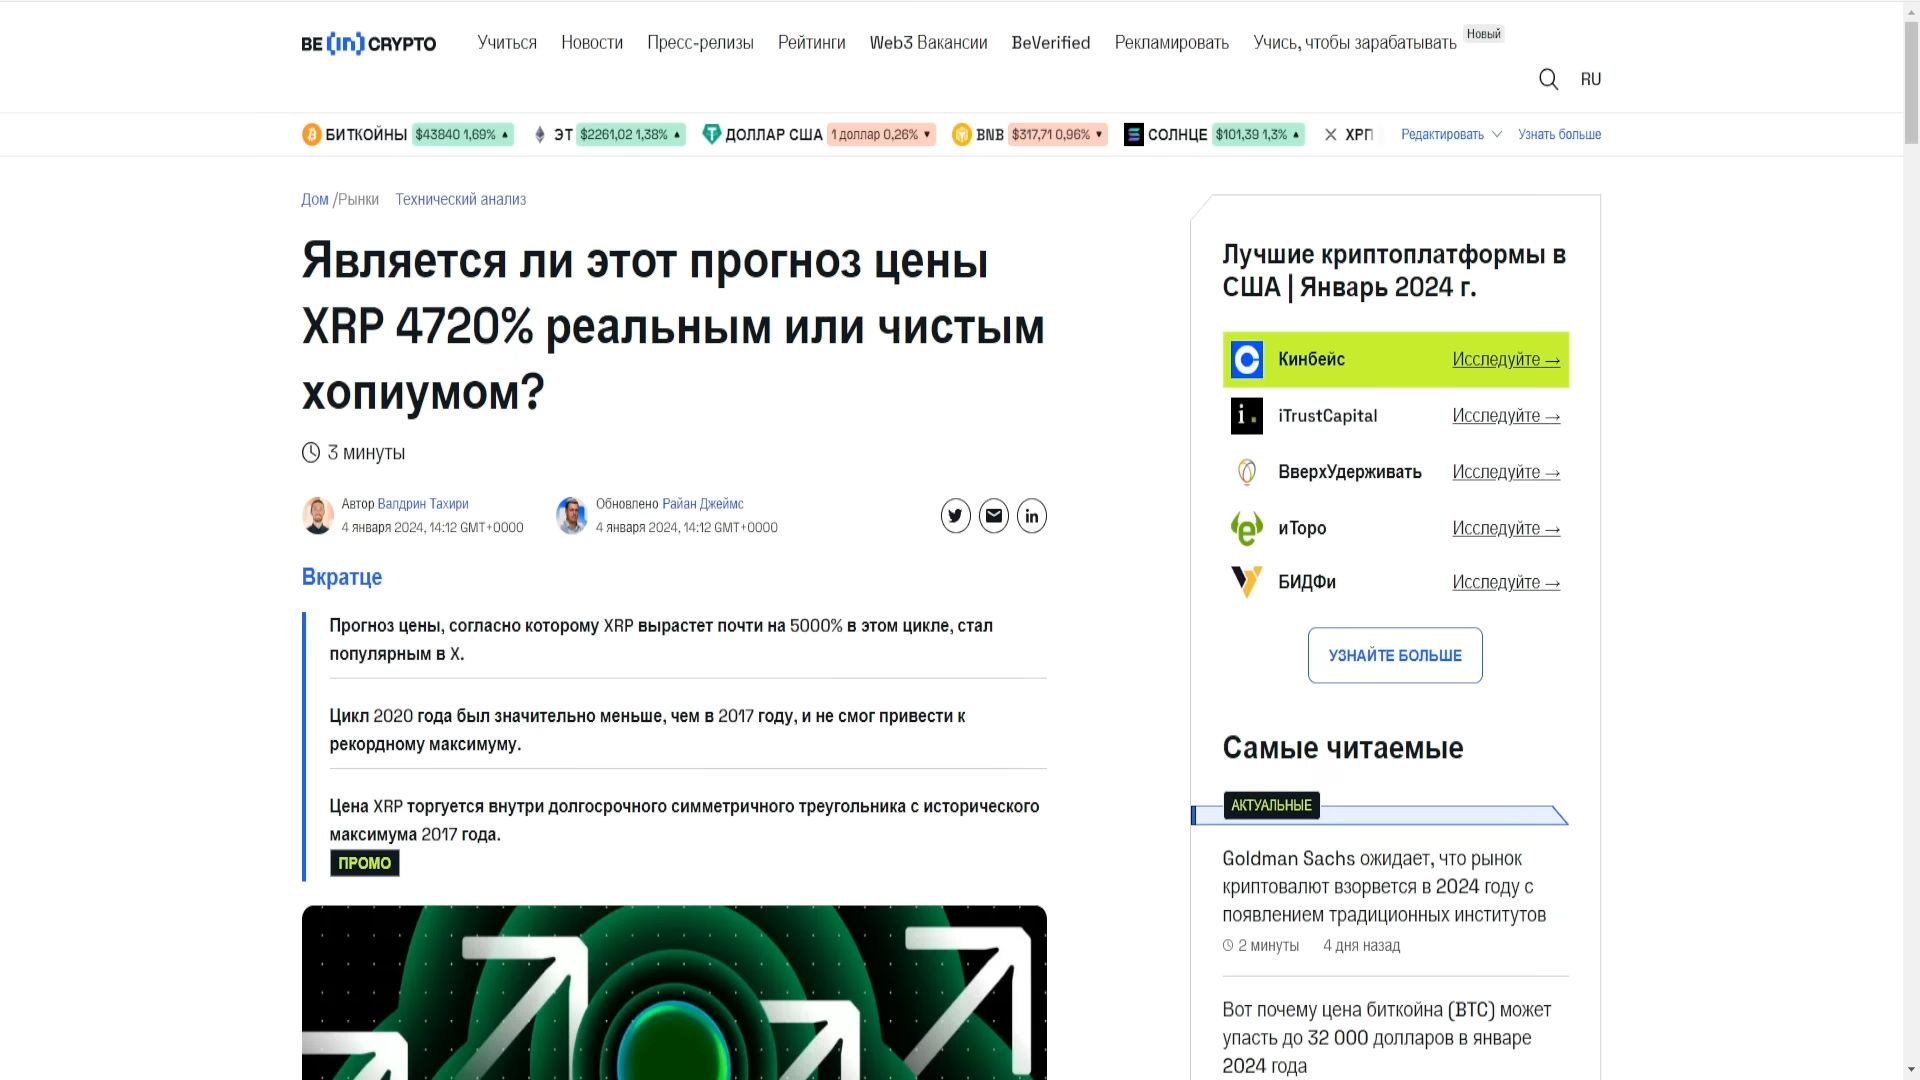 BE [in] CRYPTO
Учиться Новости Пресс-релизы Рейтинги Web3 Вакансии BeVerified Рекламировать Учись, чтобы зарабатывать Новый
RU
БИТКОЙНЫ $43840 1,69% ▲ ЭТ $2261,02 1,38% ▲ ДОЛЛАР США 1 доллар 0,26% ▼ BNB $317,71 0,96% ▼ СОЛНЦЕ $101,39 1,3% ▲ ХРП Редактировать Узнать больше
Дом /Рынки Технический анализ
Является ли этот прогноз цены
XRP 4720% реальным или чистым
хопиумом?
3 минуты
Автор Валдрин Тахири
4 января 2024, 14:12 GMT+0000
Обновлено Райан Джеймс
4 января 2024, 14:12 GMT+0000
in
Вкратце
Прогноз цены, согласно которому XRP вырастет почти на 5000% в этом цикле, стал
популярным в X.
Цикл 2020 года был значительно меньше, чем в 2017 году, и не смог привести к
рекордному максимуму.
Цена XRP торгуется внутри долгосрочного симметричного треугольника с исторического
максимума 2017 года.
ПРОМО
Лучшие криптоплатформы в
США | Январь 2024 г.
Кинбейс Исследуйте →
iTrustCapital Исследуйте →
ВверхУдерживать Исследуйте →
иТоро Исследуйте →
БИДФи Исследуйте →
УЗНАЙТЕ БОЛЬШЕ
Самые читаемые
АКТУАЛЬНЫЕ
Goldman Sachs ожидает, что рынок
криптовалют взорвется в 2024 году с
появлением традиционных институтов
2 минуты 4 дня назад
Вот почему цена биткойна (BTC) может
упасть до 32 000 долларов в январе
2024 года